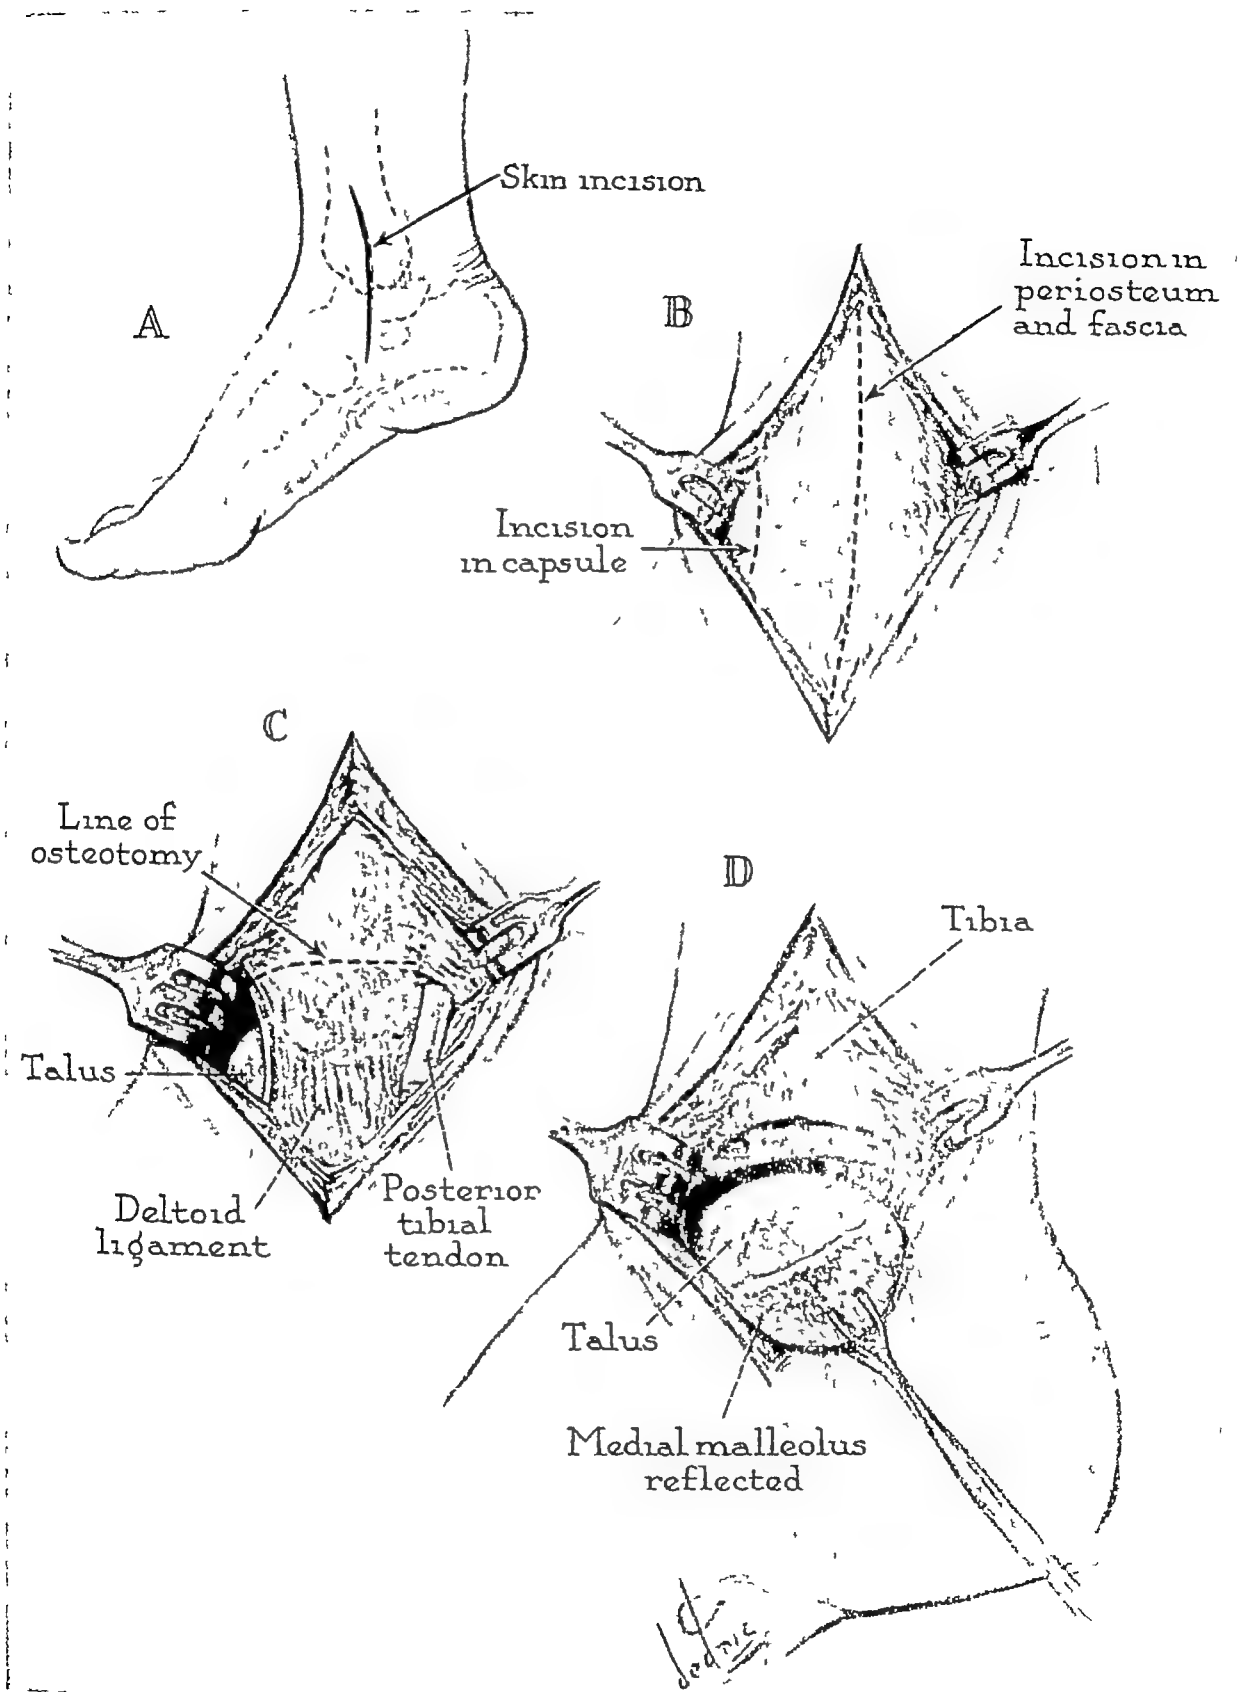 A
Skin incision
B
Incision in
periosteum
and fascia
Incision
in capsule
C
Line of
osteotomy
Talus
Deltoid
ligament
Posterior
tibial
tendon
D
Tibia
Talus
Medial malleolus
reflected